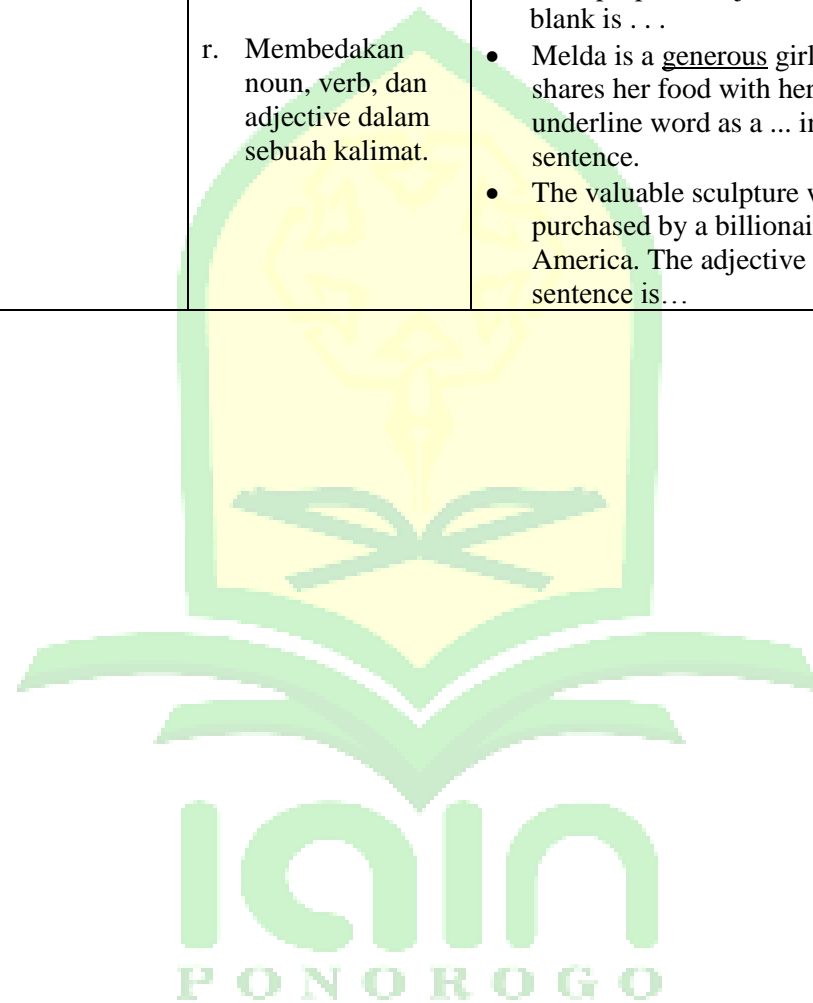 blank is . . .
r. Membedakan
noun, verb, dan
adjective dalam
sebuah kalimat.
• Melda is a generous girl
shares her food with her
underline word as a ... in
sentence.
• The valuable sculpture
purchased by a
America. The adjective
sentence is…
iain
PONOROGO